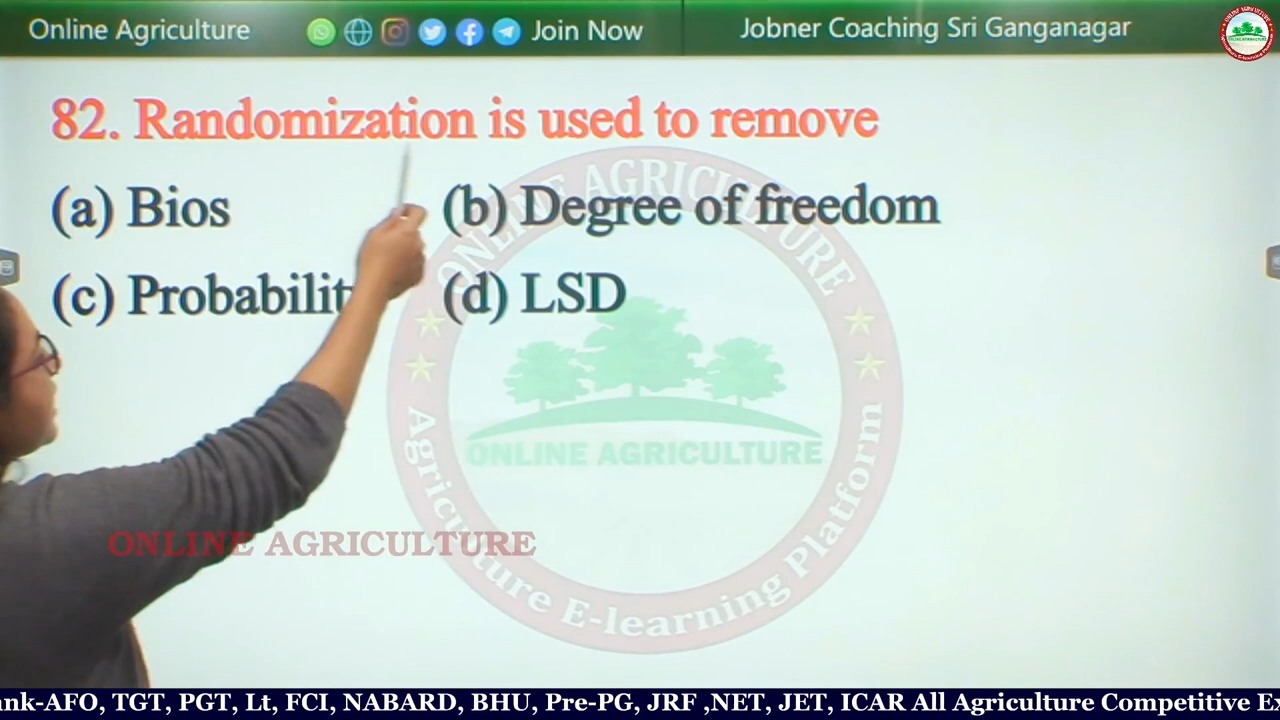 Online Agriculture Join Now Jobner Coaching Sri Ganganagar
82. Randomization is used to remove
(a) Bios (b) Degree of freedom
(c) Probabilit (d) LSD
ONLINE AGRICULTURE
ONLINE AGRICULTURE
Agriculture E-learning Platform
ONLINE AGRICULTURE
nk-AFO, TGT, PGT, Lt, FCI, NABARD, BHU, Pre-PG, JRF ,NET, JET, ICAR All Agriculture Competitive Ex